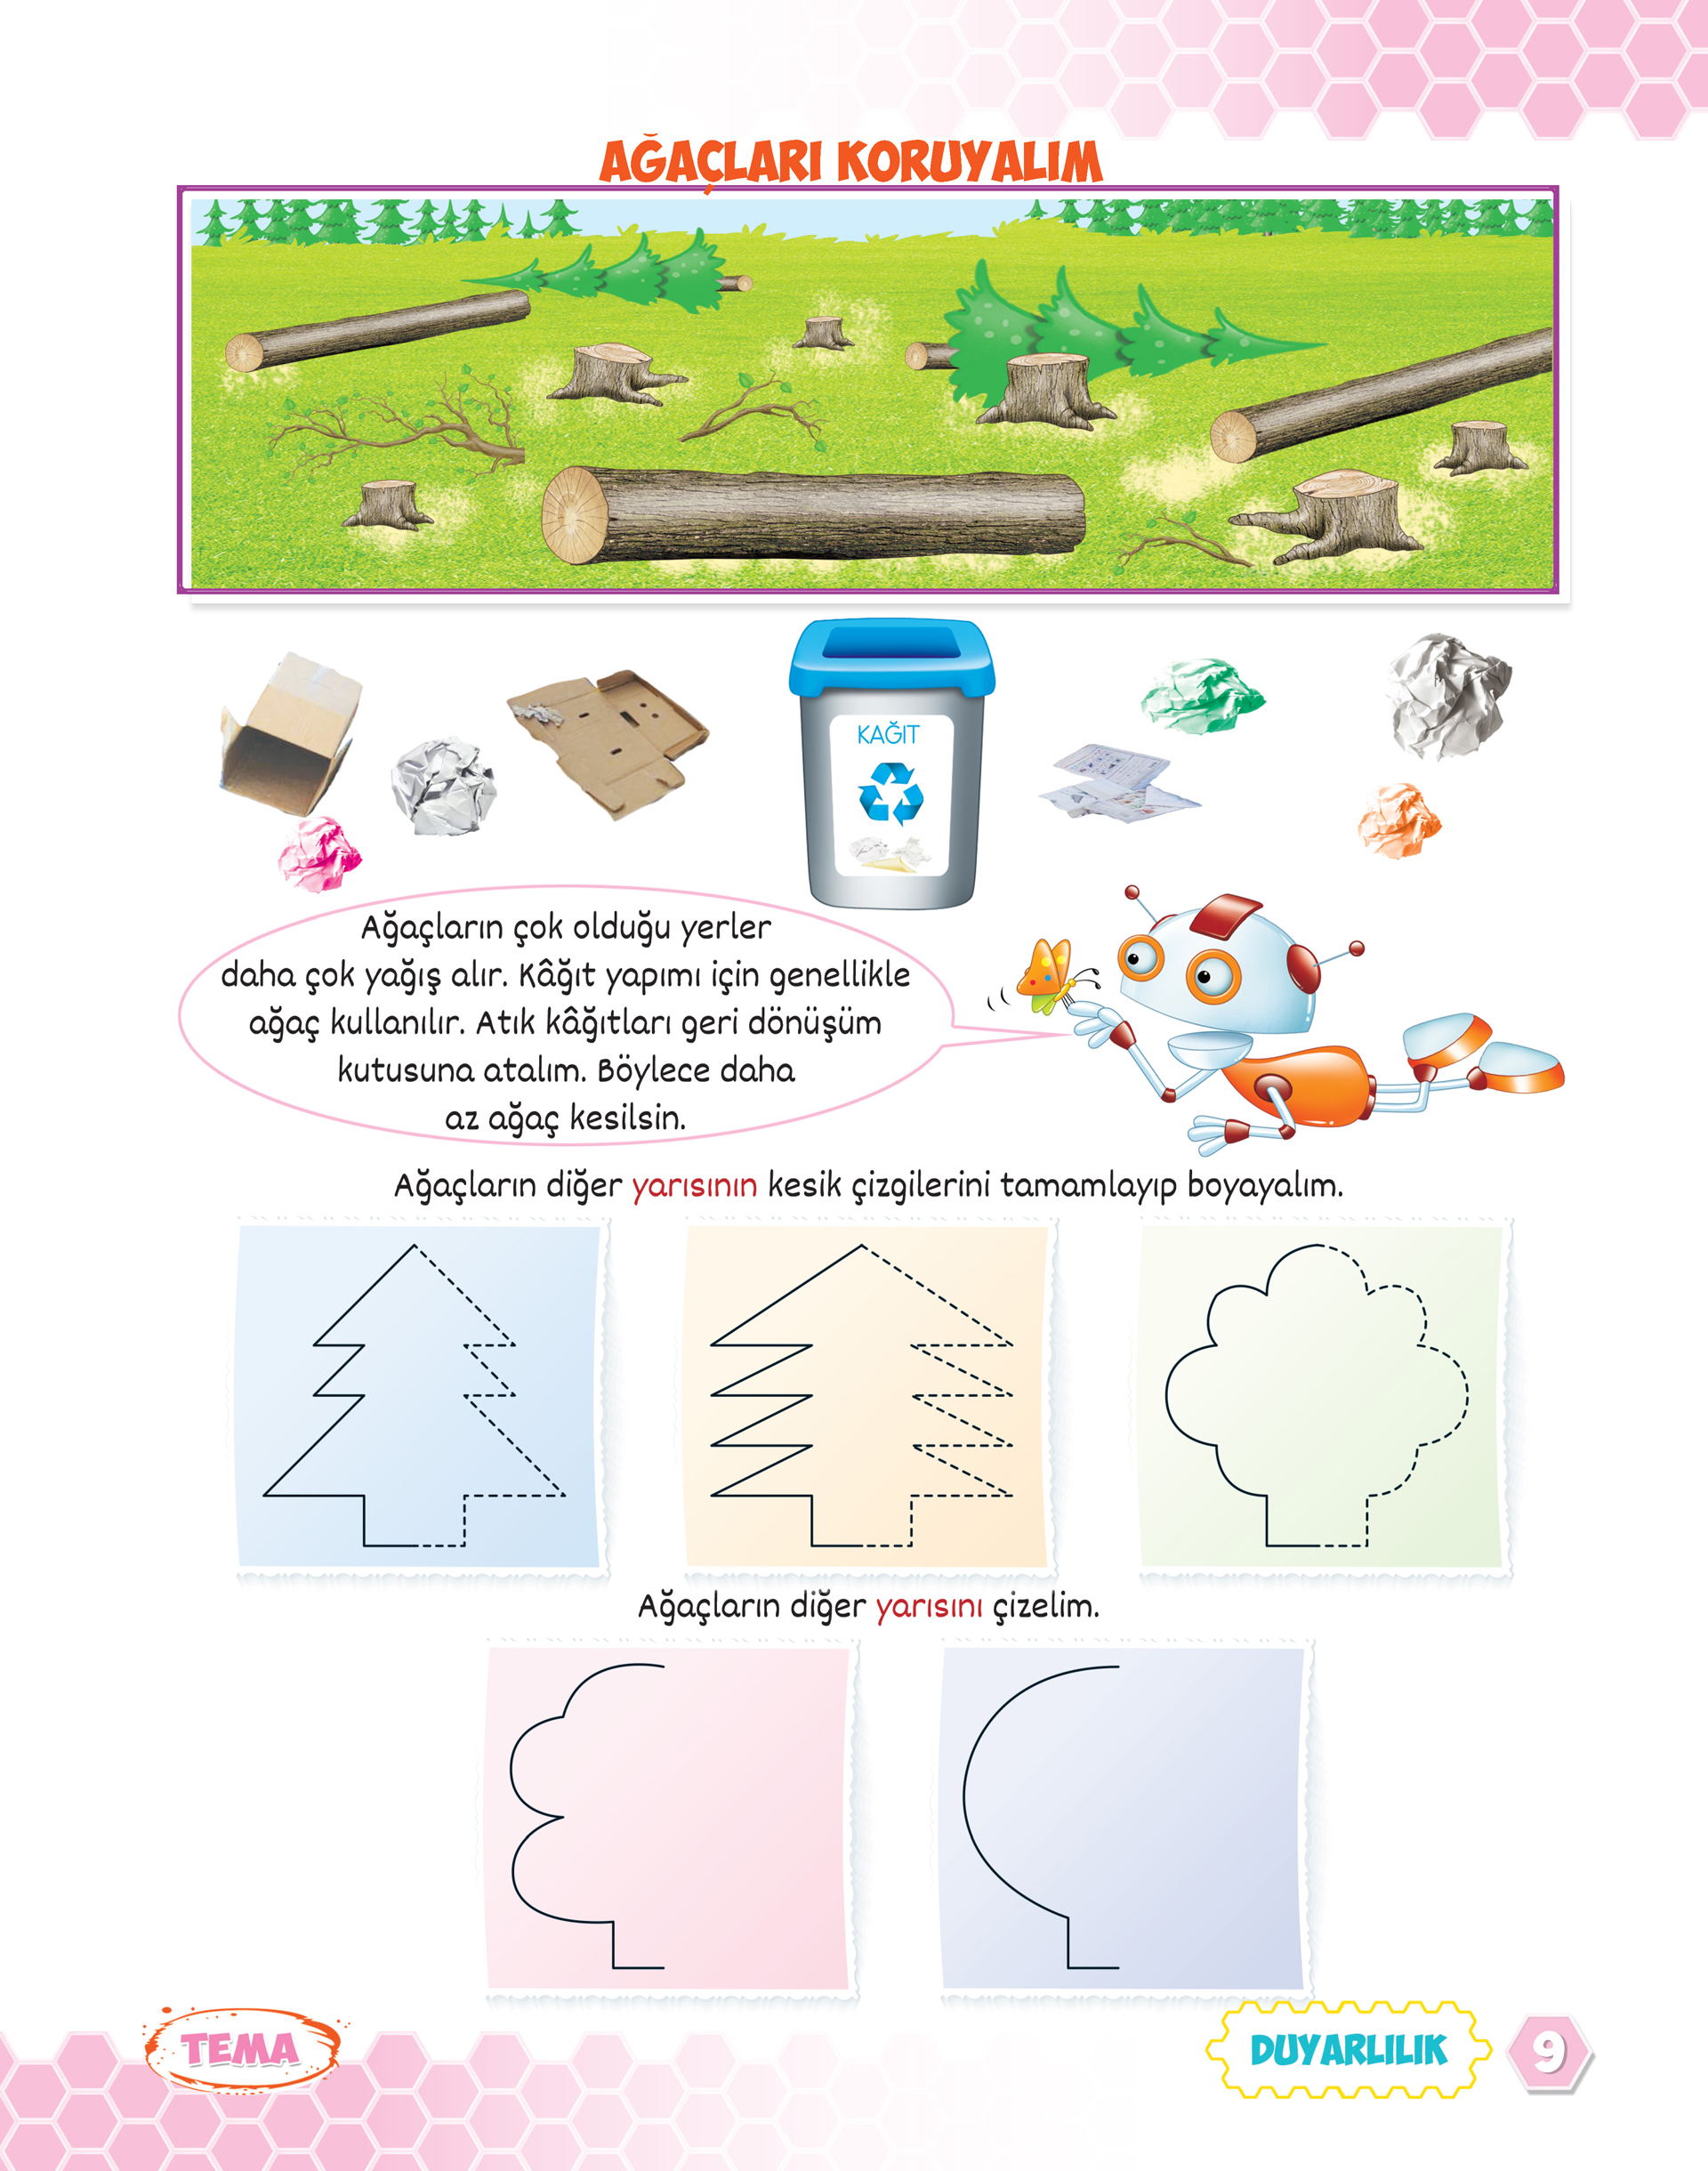 AĞAÇLARI KORUYALIM
KAĞIT
Ağaçların çok olduğu yerler
daha çok yağış alır. Kâğıt yapımı için genellikle
ağaç kullanılır. Atık kâğıtları geri dönüşüm
kutusuna atalım. Böylece daha
az ağaç kesilsin.
Ağaçların diğer yarısının kesik çizgilerini tamamlayıp boyayalım.
Ağaçların diğer yarısını çizelim.
TEMA
DUYARLILIK
9